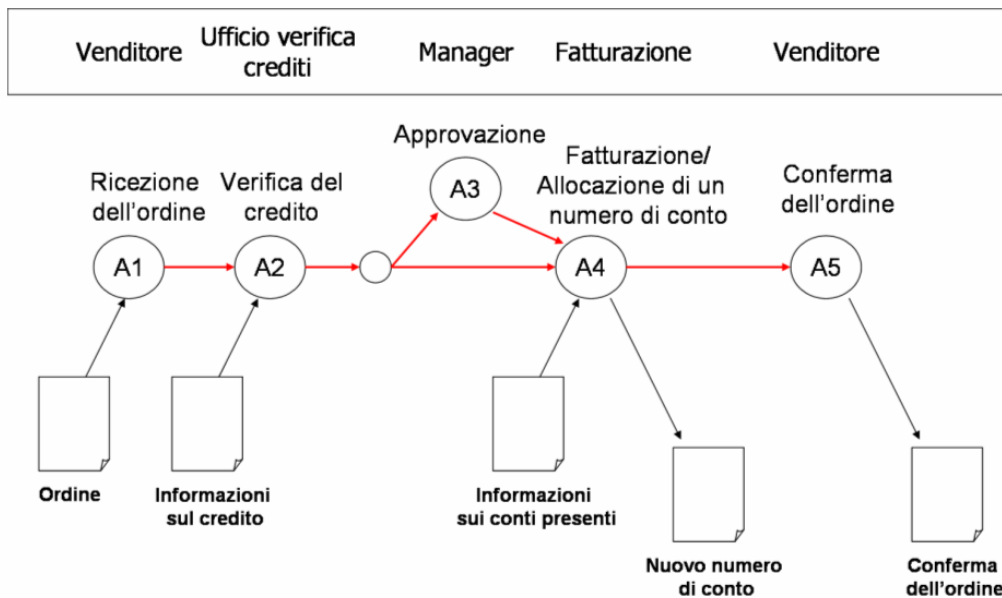 Venditore
Ufficio verifica
crediti
Manager
Fatturazione
Venditore
Approvazione
A3
Ricezione
dell'ordine
Verifica del
credito
Fatturazione/
Allocazione di un
numero di conto
Conferma
dell'ordine
A1
A2
A4
A5
Ordine
Informazioni
sul credito
Informazioni
sui conti presenti
Nuovo numero
di conto
Conferma
dell'ordine